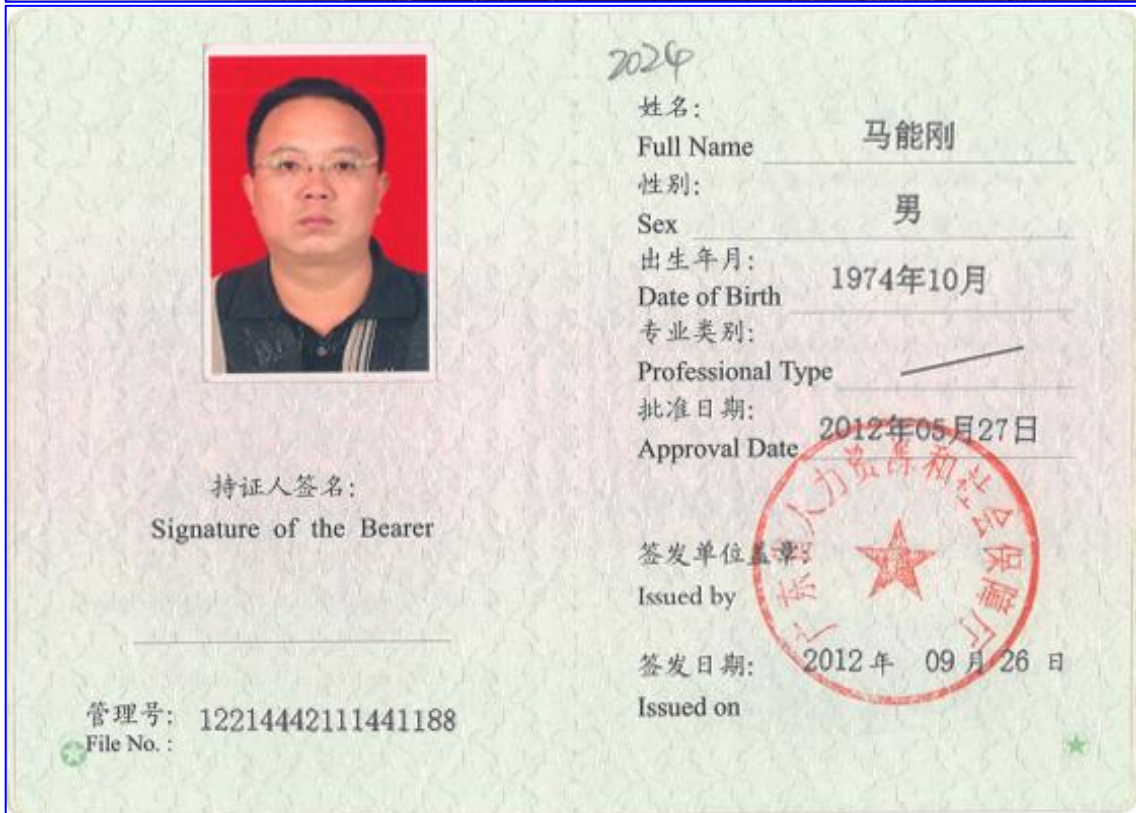 持证人签名:
Signature of the Bearer
管理号: 12214442111441188
File No. :
2024
姓名:
Full Name 马能刚
性别:
Sex 男
出生年月:
Date of Birth 1974年10月
专业类别:
Professional Type
批准日期:
Approval Date 2012年05月27日
签发单位盖章:
Issued by
广东省人力资源和社会保障厅
签发日期: 2012年 09月26日
Issued on